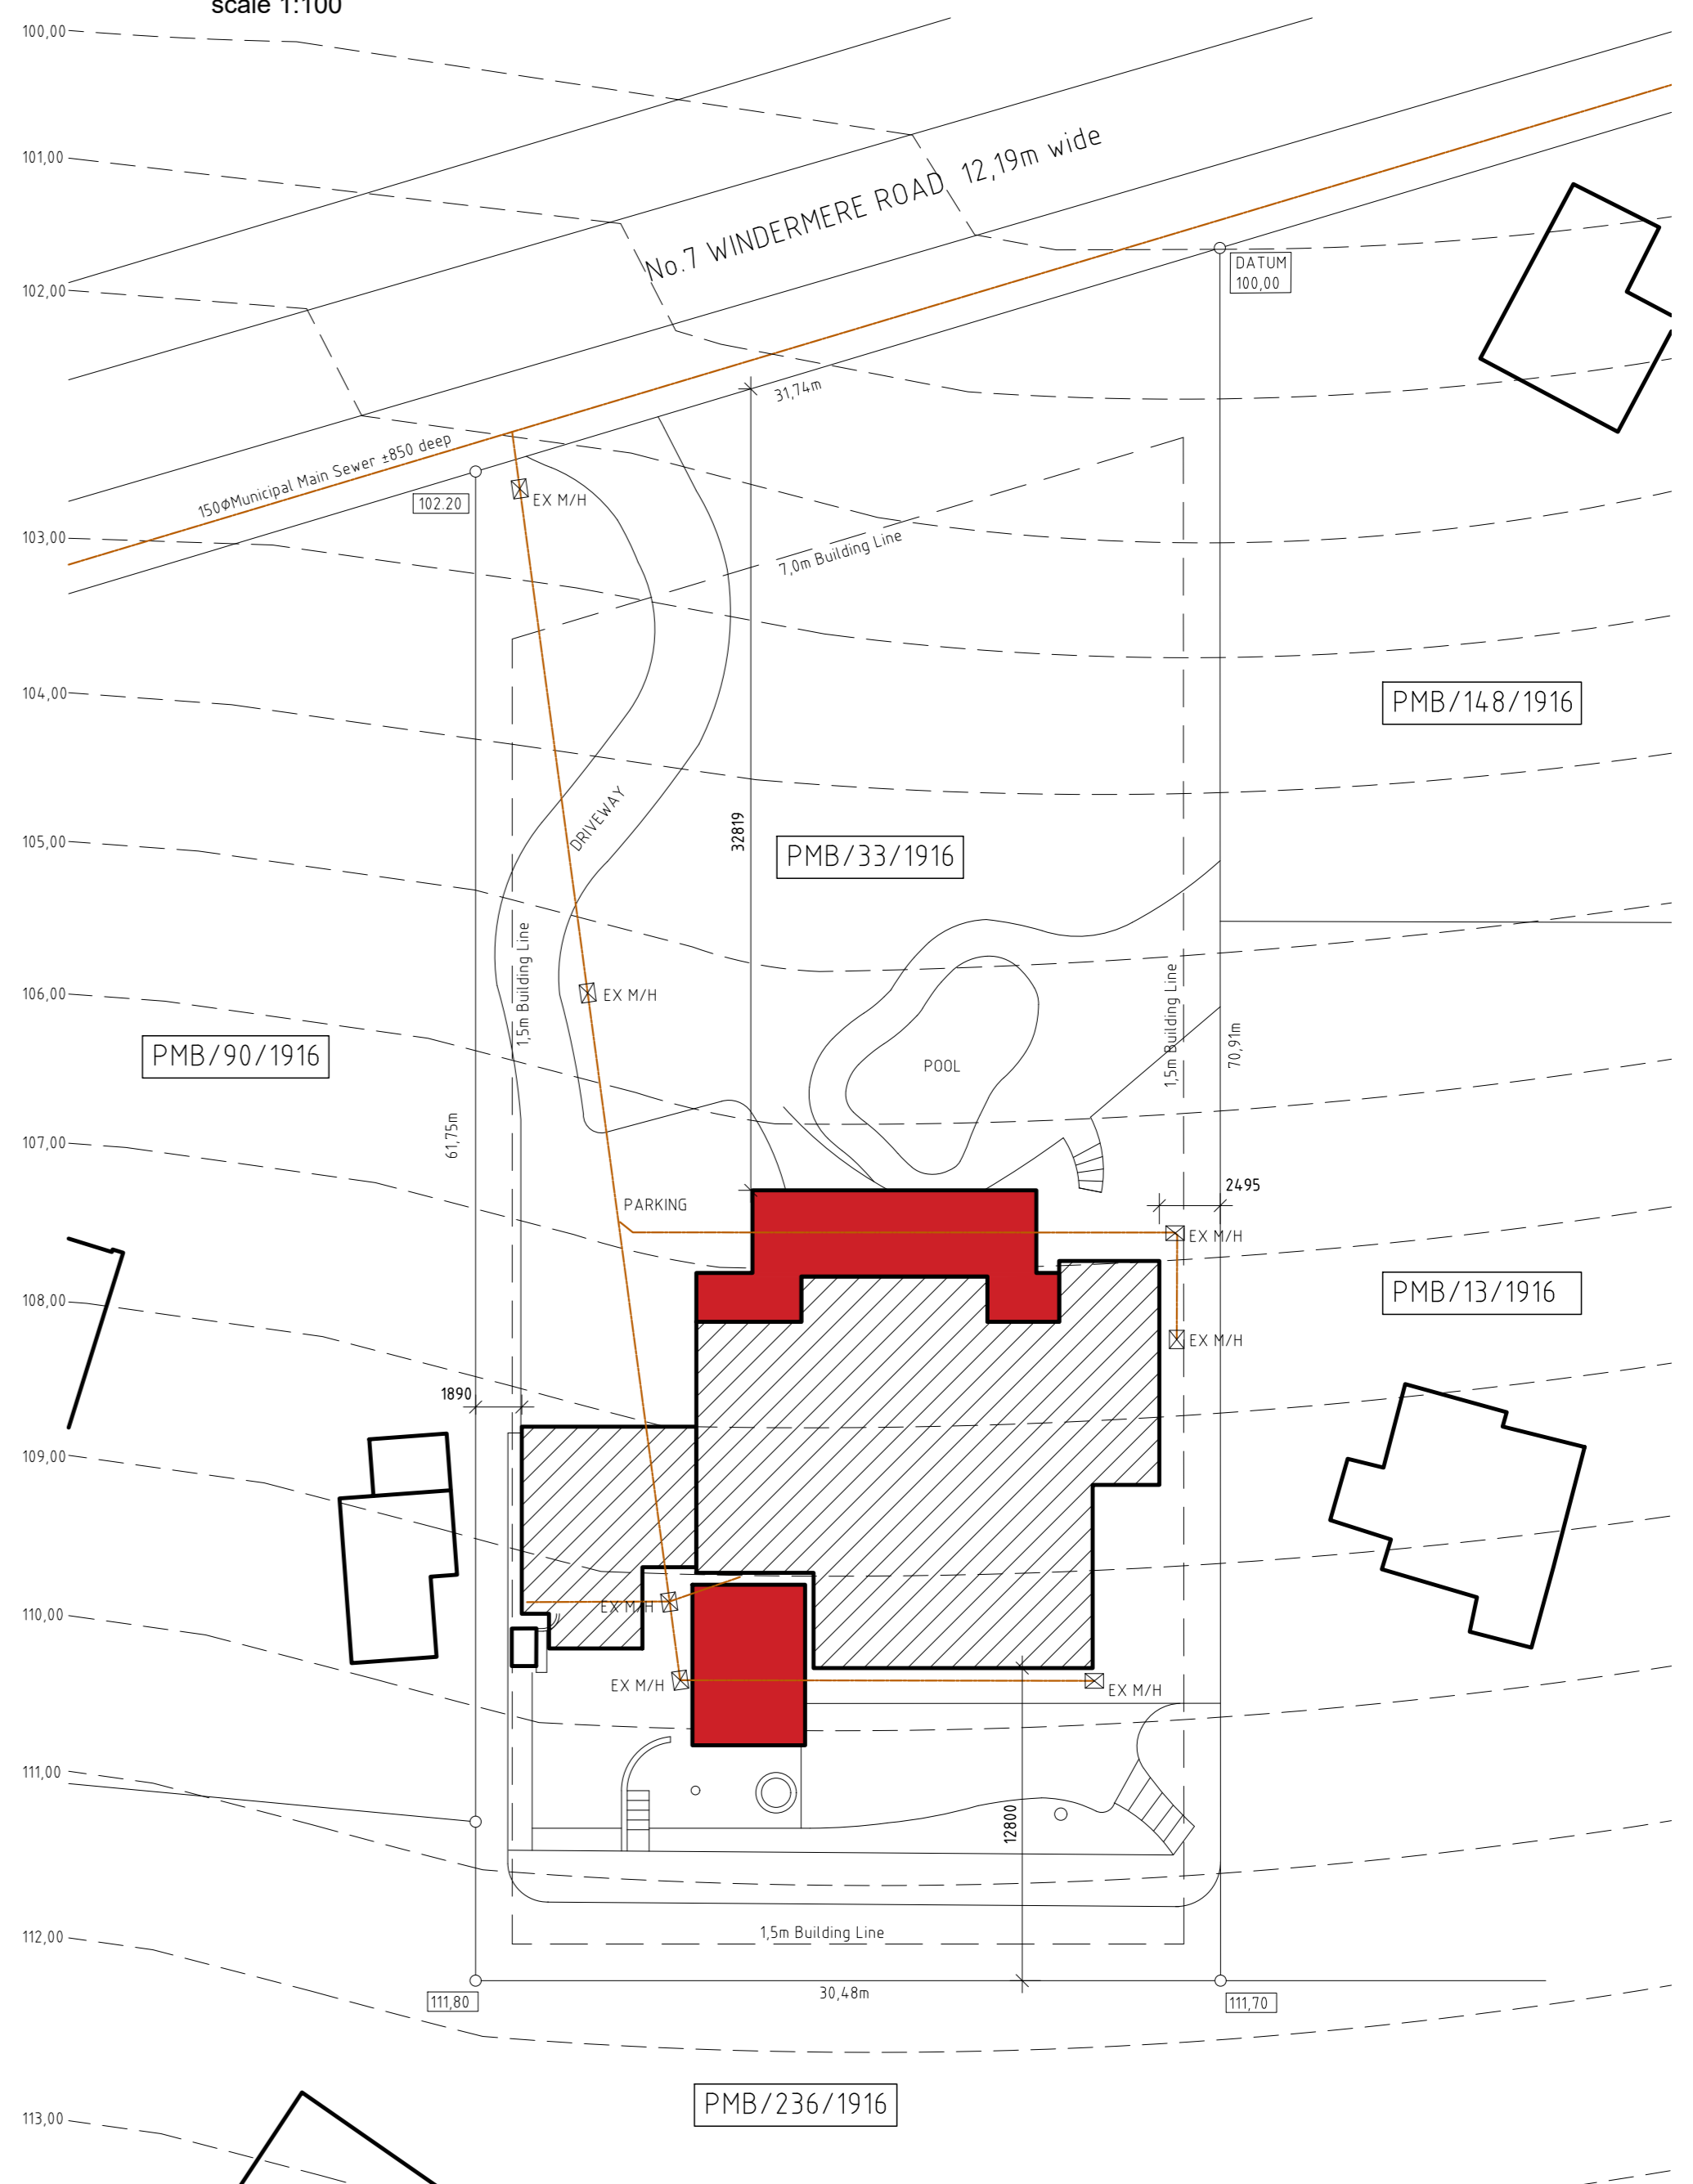 scale 1:100
100,00
101,00
No.7 WINDERMERE ROAD 12,19m wide
DATUM
100,00
102,00
31,74m
150ØMunicipal Main Sewer ±850 deep
102.20
EX M/H
103,00
7,0m Building Line
104,00
PMB/148/1916
DRIVEWAY
32819
105,00
PMB/33/1916
1,5m Building Line
1,5m Building Line
106,00
EX M/H
PMB/90/1916
70,91m
POOL
107,00
61,75m
2495
PARKING
EX M/H
108,00
PMB/13/1916
EX M/H
1890
109,00
110,00
EX M/H
EX M/H
EX M/H
111,00
12800
112,00
1,5m Building Line
111,80
30,48m
111,70
PMB/236/1916
113,00